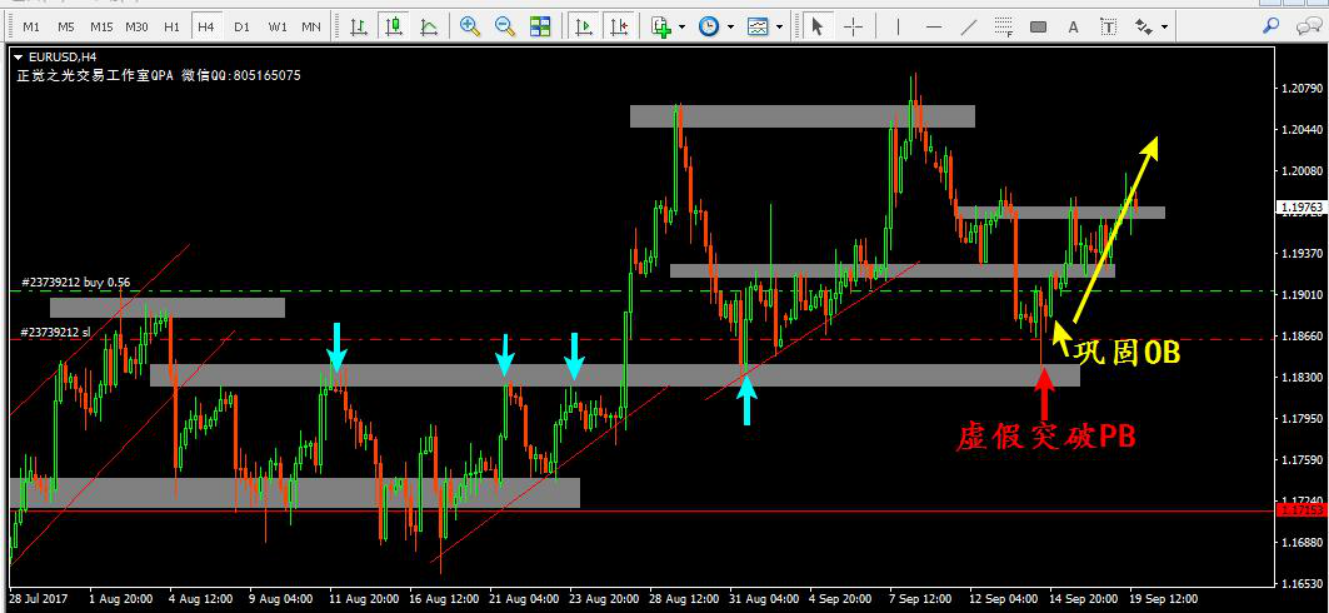 M1 M5 M15 M30 H1 H4 D1 W1 MN
EURUSD,H4
正觉之光交易工作室QPA 微信QQ:805165075
1.20790
1.20440
1.20080
1.19763
1.19370
#23739212 buy 0.56
1.19010
#23739212 sl
1.18660
巩固OB
1.18300
1.17950
虚假突破PB
1.17590
1.17240
1.17153
1.16880
1.16530
28 Jul 2017 1 Aug 20:00 4 Aug 12:00 9 Aug 04:00 11 Aug 20:00 16 Aug 12:00 21 Aug 04:00 23 Aug 20:00 28 Aug 12:00 31 Aug 04:00 4 Sep 20:00 7 Sep 12:00 12 Sep 04:00 14 Sep 20:00 19 Sep 12:00